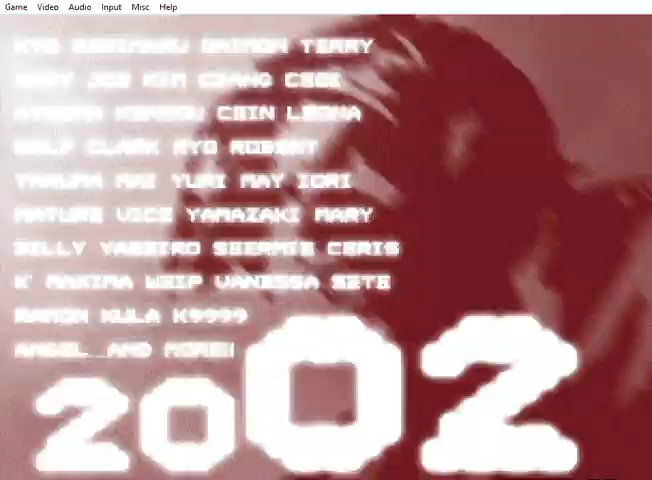 Game Video Audio Input Misc Help
KYO BENIMARU DAIMON TERRY
ANDY JOE KIM CHANG CHOI
ATHENA KENSOU CHIN LEONA
RALF CLARK RYO ROBERT
TAKUMA MAI YURI MAY IORI
MATURE VICE YAMAZAKI MARY
BILLY YASHIRO SHERMIE CHRIS
K' MAXIMA WHIP VANESSA SETH
RAMON KULA K9999
ANGEL...AND MORE!
2002